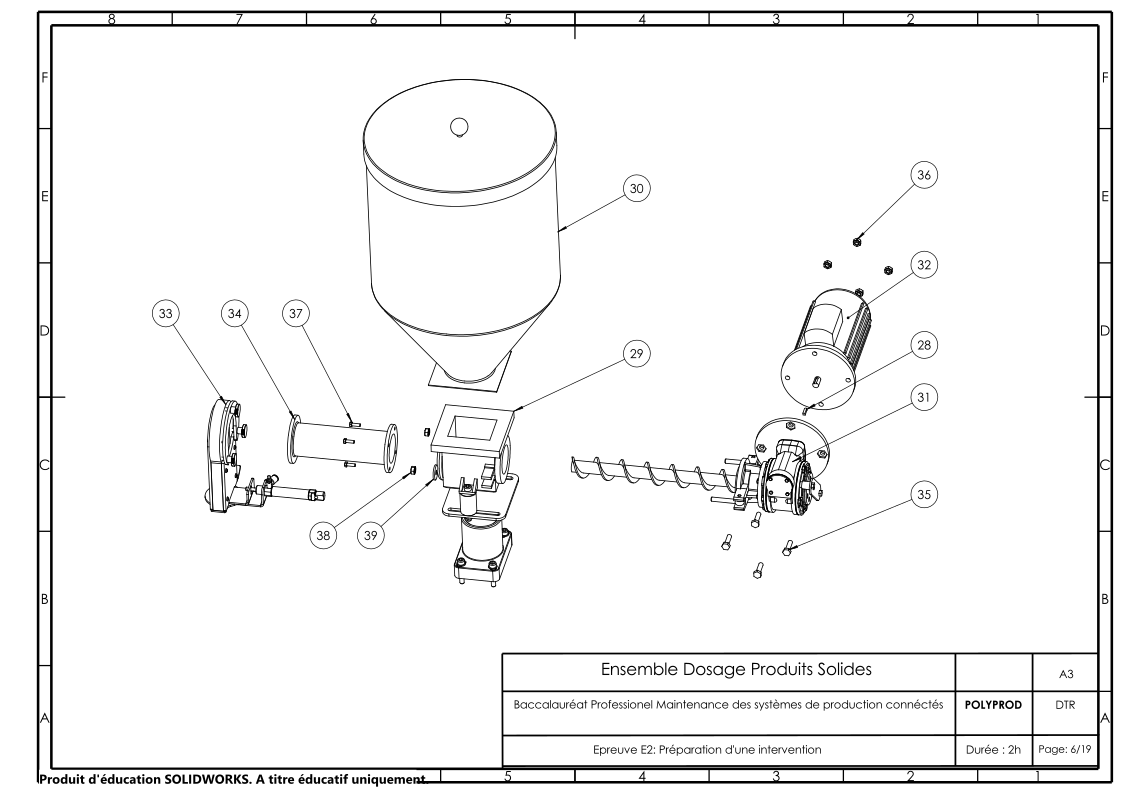 8 7 6 5 4 3 2 1
F F
36
E E
30
32
33 34 37
D D
28
29
31
C C
35
38 39
B B
Ensemble Dosage Produits Solides
A3
Baccalauréat Professionel Maintenance des systèmes de production connéctés POLYPROD DTR
A A
Epreuve E2: Préparation d'une intervention Durée : 2h Page: 6/19
Produit d'éducation SOLIDWORKS. A titre éducatif uniquement.
5 4 3 2 1